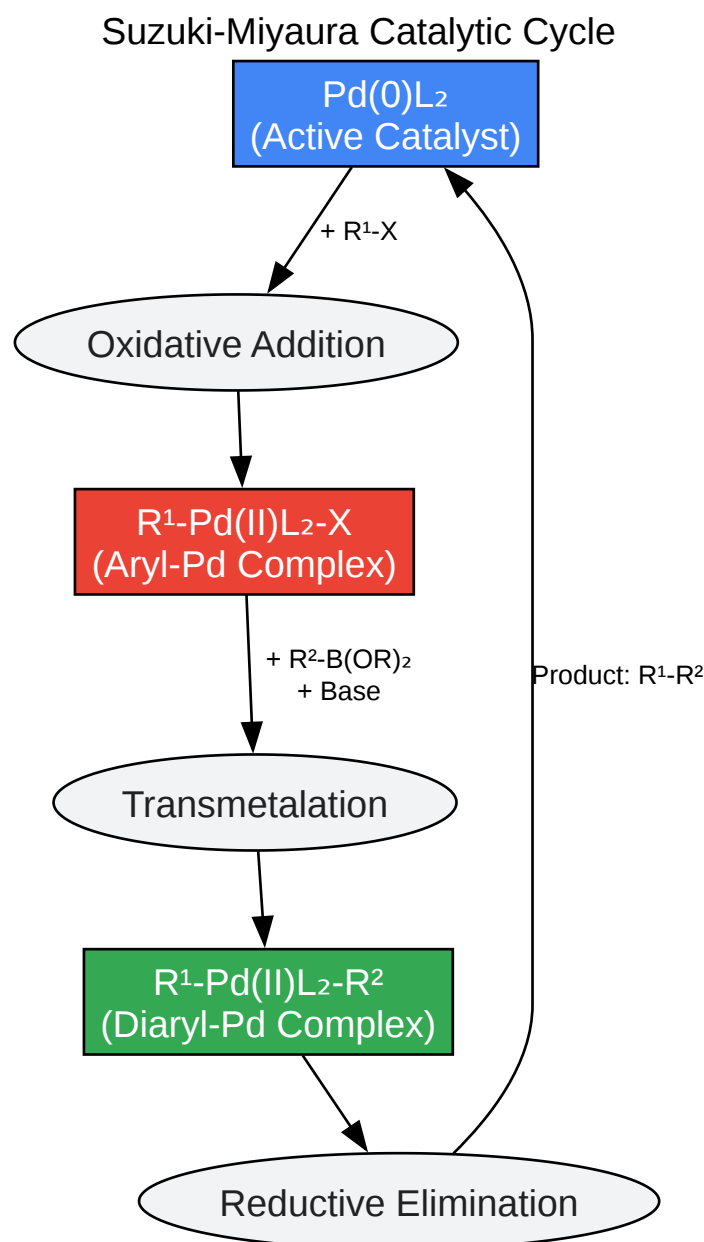 Suzuki-Miyaura Catalytic Cycle
Pd(0)L₂
(Active Catalyst)
+ R¹-X
Oxidative Addition
R¹-Pd(II)L₂-X
(Aryl-Pd Complex)
+ R²-B(OR)₂
+ Base
Product: R¹-R²
Transmetalation
R¹-Pd(II)L₂-R²
(Diaryl-Pd Complex)
Reductive Elimination